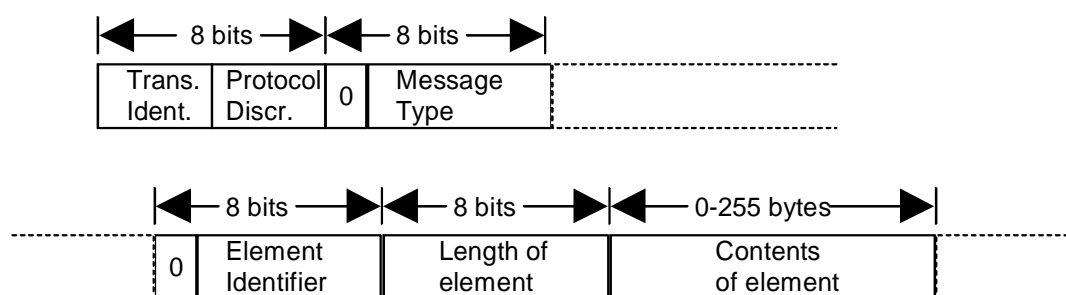 8 bits 8 bits
Trans. Protocol 0 Message
Ident. Discr. Type
8 bits 8 bits 0-255 bytes
0 Element Length of Contents
Identifier element of element